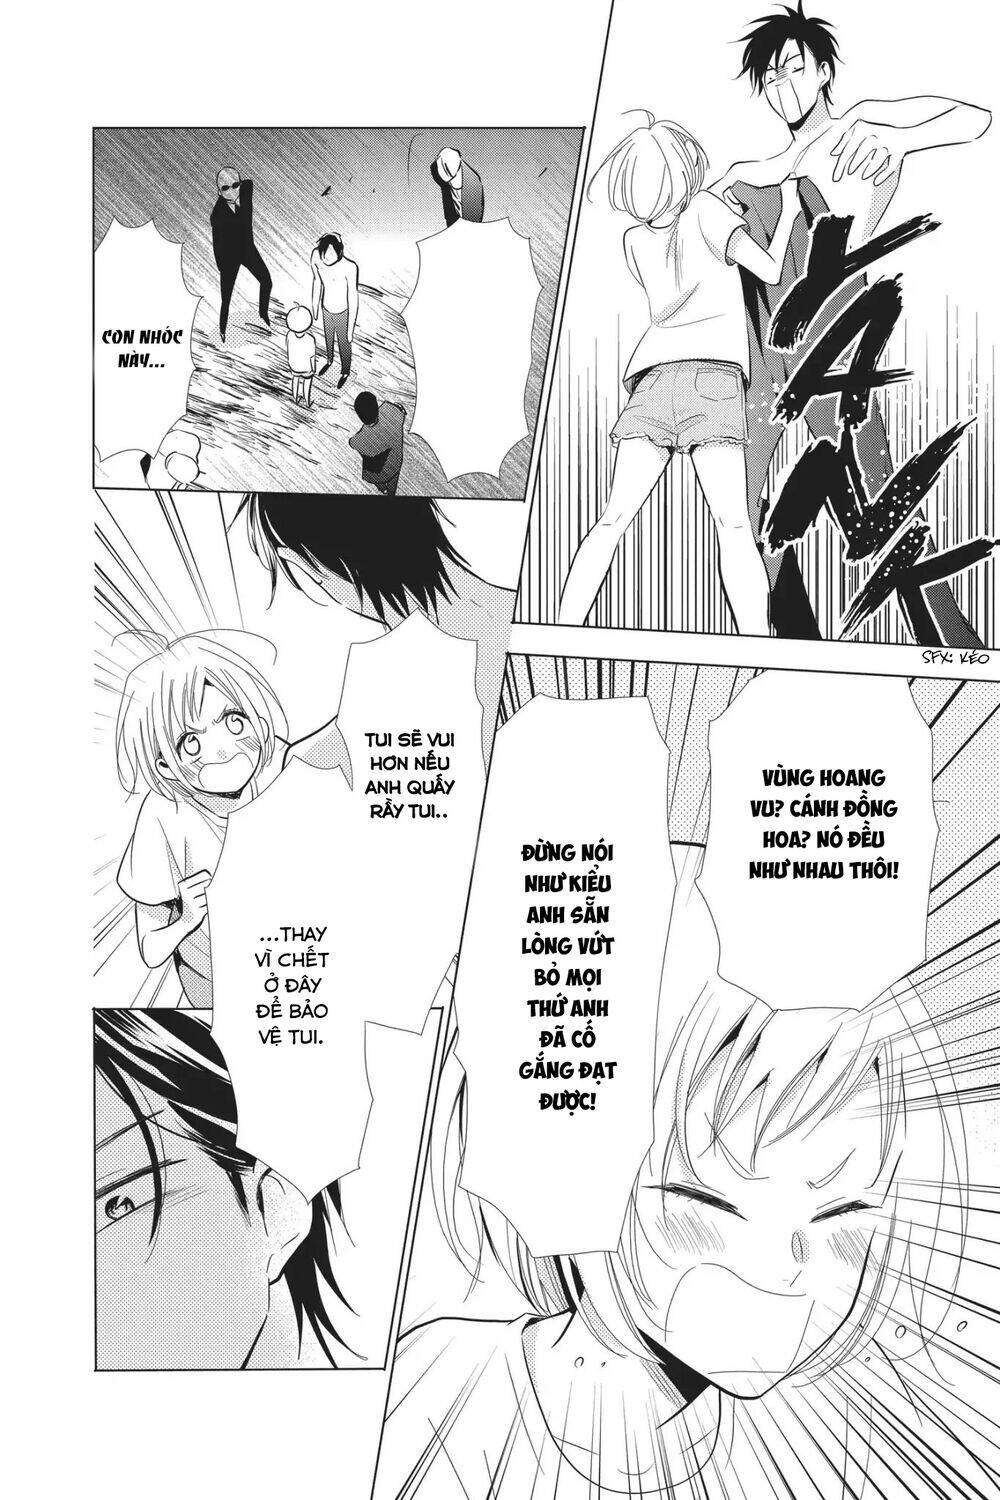 SFX: KÉO
CON NHÓC
NÀY...
VÙNG HOANG
VU? CÁNH ĐỒNG
HOA? NÓ ĐỀU
NHƯ NHAU THÔI!
ĐỪNG NÓI
NHƯ KIỂU
ANH SẴN
LÒNG VỨT
BỎ MỌI
THỨ ANH
ĐÃ CỐ
GẮNG ĐẠT
ĐƯỢC!
TUI SẼ VUI
HƠN NẾU
ANH QUẤY
RẦY TUI..
...THAY
VÌ CHẾT
Ở ĐÂY
ĐỂ BẢO
VỆ TUI.